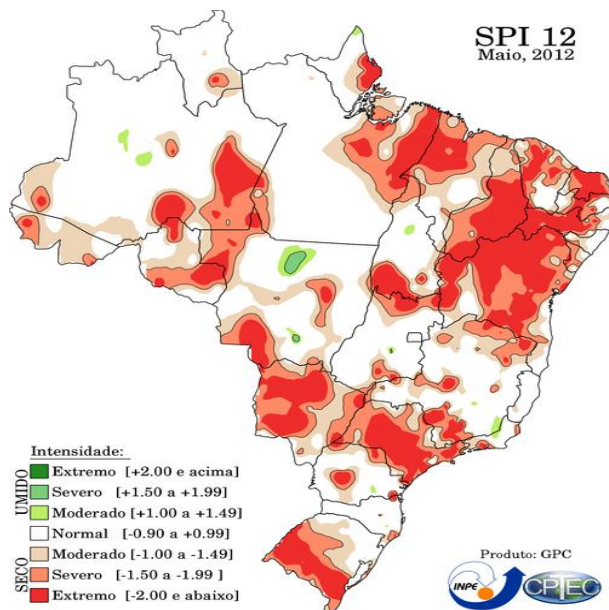 SPI 12
Maio, 2012
Intensidade:
UMIDO
Extremo [+2.00 e acima]
Severo [+1.50 a +1.99]
Moderado [+1.00 a +1.49]
Normal [-0.90 a +0.99]
SECO
Moderado [-1.00 a -1.49]
Severo [-1.50 a -1.99 ]
Extremo [-2.00 e abaixo]
Produto: GPC
INPE
CPTEC